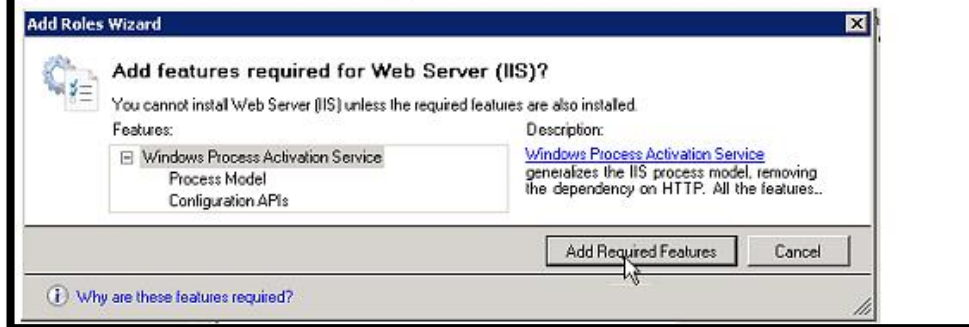 Add Roles Wizard
Add features required for Web Server (IIS)?
You cannot install Web Server (IIS) unless the required features are also installed.
Features:
Windows Process Activation Service
Process Model
Configuration APIs
Description:
Windows Process Activation Service
generalizes the IIS process model, removing
the dependency on HTTP. All the features..
Add Required Features
Cancel
Why are these features required?